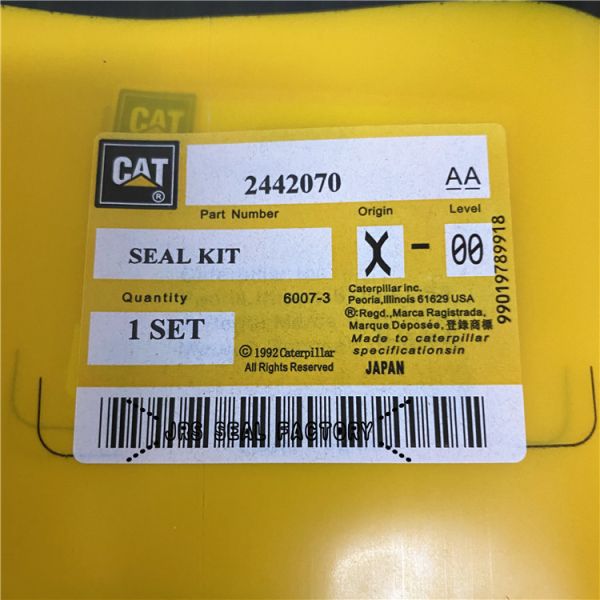 CAT
CAT ®
2442070
AA
Part Number
Origin
Level
SEAL KIT
X - 00
99019789918
Quantity
6007-3
Caterpillar inc.
Peoria,Illinois 61629 USA
®:Regd.,Marca Ragistrada,
Marque Déposée,登錄商標
1 SET
© 1992 Caterpillar
All Rights Reserved
Made to caterpillar
specificationsin
JAPAN
JRS SEAL FACTORY